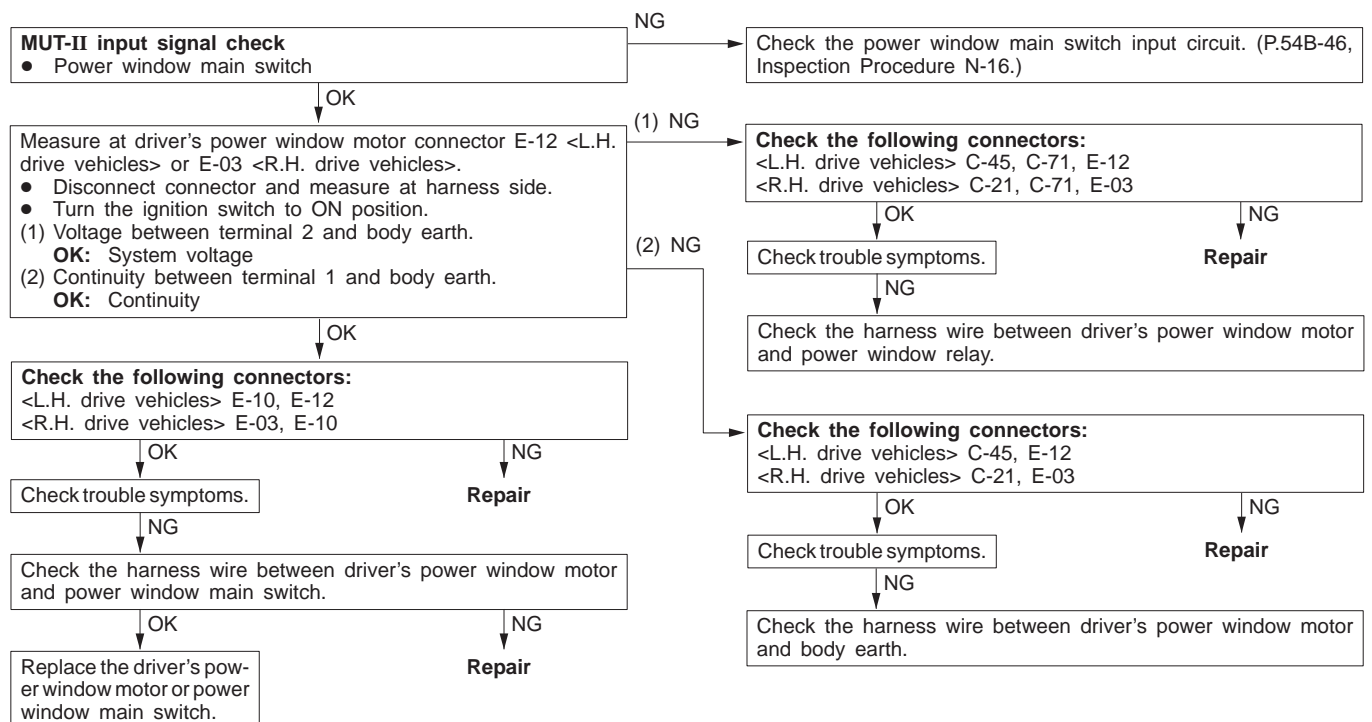 MUT-II input signal check
● Power window main switch
NG
Check the power window main switch input circuit. (P.54B-46,
Inspection Procedure N-16.)
OK
Measure at driver's power window motor connector E-12 <L.H.
drive vehicles> or E-03 <R.H. drive vehicles>.
● Disconnect connector and measure at harness side.
● Turn the ignition switch to ON position.
(1) Voltage between terminal 2 and body earth.
OK: System voltage
(2) Continuity between terminal 1 and body earth.
OK: Continuity
(1) NG
Check the following connectors:
<L.H. drive vehicles> C-45, C-71, E-12
<R.H. drive vehicles> C-21, C-71, E-03
OK
NG
Check trouble symptoms.
Repair
NG
Check the harness wire between driver's power window motor
and power window relay.
(2) NG
Check the following connectors:
<L.H. drive vehicles> C-45, E-12
<R.H. drive vehicles> C-21, E-03
OK
NG
Check trouble symptoms.
Repair
NG
Check the harness wire between driver's power window motor
and body earth.
OK
Check the following connectors:
<L.H. drive vehicles> E-10, E-12
<R.H. drive vehicles> E-03, E-10
OK
NG
Check trouble symptoms.
Repair
NG
Check the harness wire between driver's power window motor
and power window main switch.
OK
NG
Replace the driver's pow-
er window motor or power
window main switch.
Repair